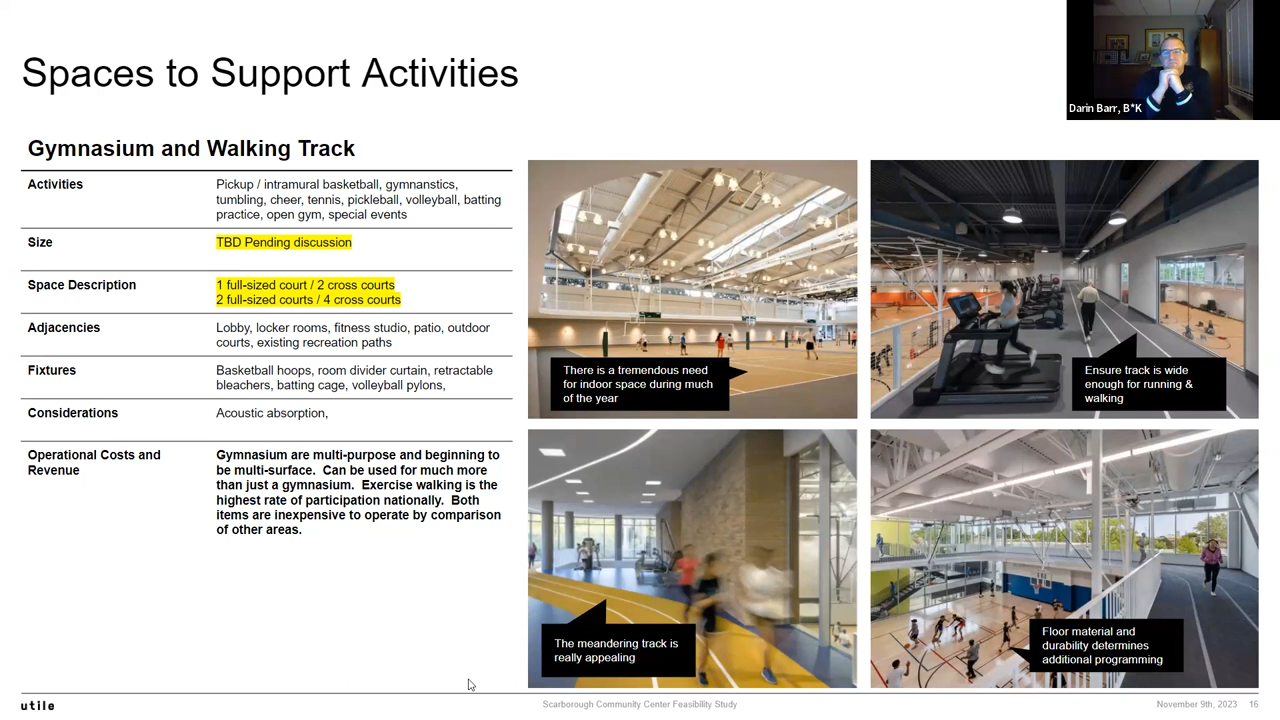 Spaces to Support Activities
Darin Barr, B*K
Gymnasium and Walking Track
Activities
Pickup / intramural basketball, gymnanstics,
tumbling, cheer, tennis, pickleball, volleyball, batting
practice, open gym, special events
Size
TBD Pending discussion
Space Description
1 full-sized court / 2 cross courts
2 full-sized courts / 4 cross courts
Adjacencies
Lobby, locker rooms, fitness studio, patio, outdoor
courts, existing recreation paths
Fixtures
Basketball hoops, room divider curtain, retractable
bleachers, batting cage, volleyball pylons,
Considerations
Acoustic absorption,
Operational Costs and
Revenue
Gymnasium are multi-purpose and beginning to
be multi-surface. Can be used for much more
than just a gymnasium. Exercise walking is the
highest rate of participation nationally. Both
items are inexpensive to operate by comparison
of other areas.
There is a tremendous need
for indoor space during much
of the year
Ensure track is wide
enough for running &
walking
The meandering track is
really appealing
Floor material and
durability determines
additional programming
utile
Scarborough Community Center Feasibility Study
November 9th, 2023 16